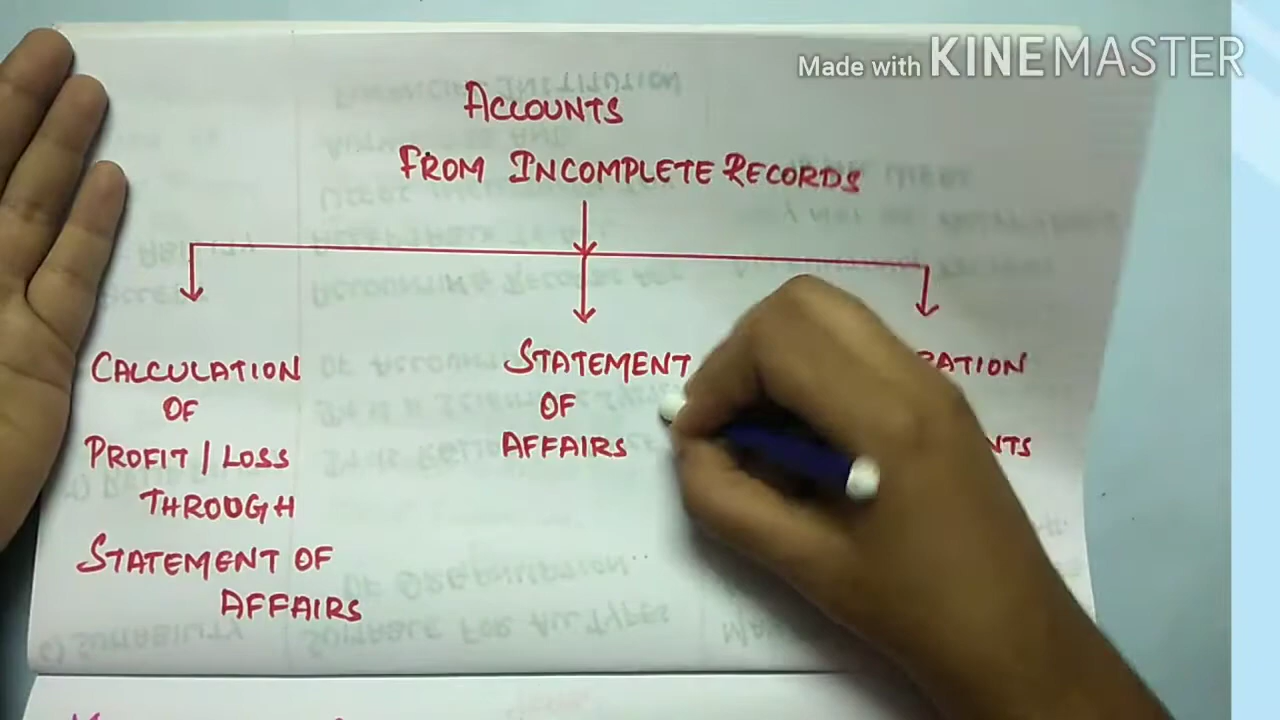 Made with KINEMASTER
ACCOUNTS
FROM INCOMPLETE RECORDS
CALCULATION
OF
PROFIT / LOSS
THROUGH
STATEMENT OF
AFFAIRS
STATEMENT
OF
AFFAIRS